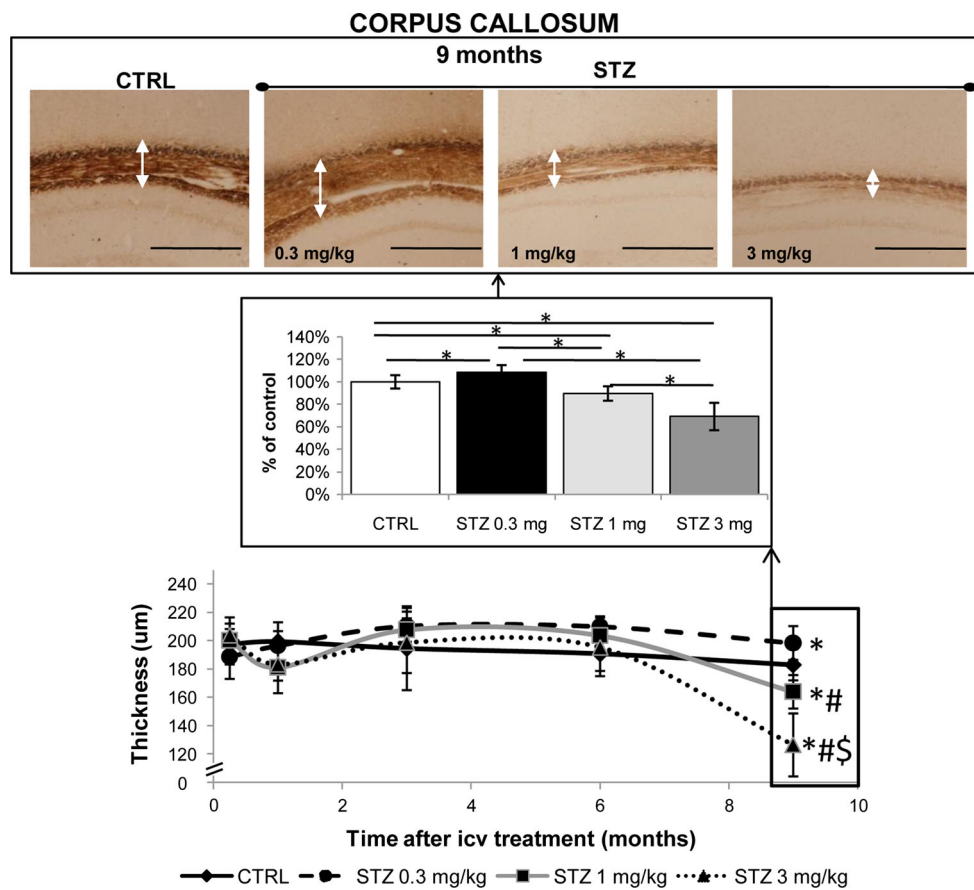 CORPUS CALLOSUM
9 months
CTRL
STZ
0.3 mg/kg
1 mg/kg
3 mg/kg
* 
* 
* 
* *
*
% of control
140%
120%
100%
80%
60%
40%
20%
0%
CTRL STZ 0.3 mg STZ 1 mg STZ 3 mg
Thickness (um)
240
220
200
180
160
140
120
0
*
*#
*#$
0 2 4 6 8 10
Time after icv treatment (months)
CTRL STZ 0.3 mg/kg STZ 1 mg/kg STZ 3 mg/kg